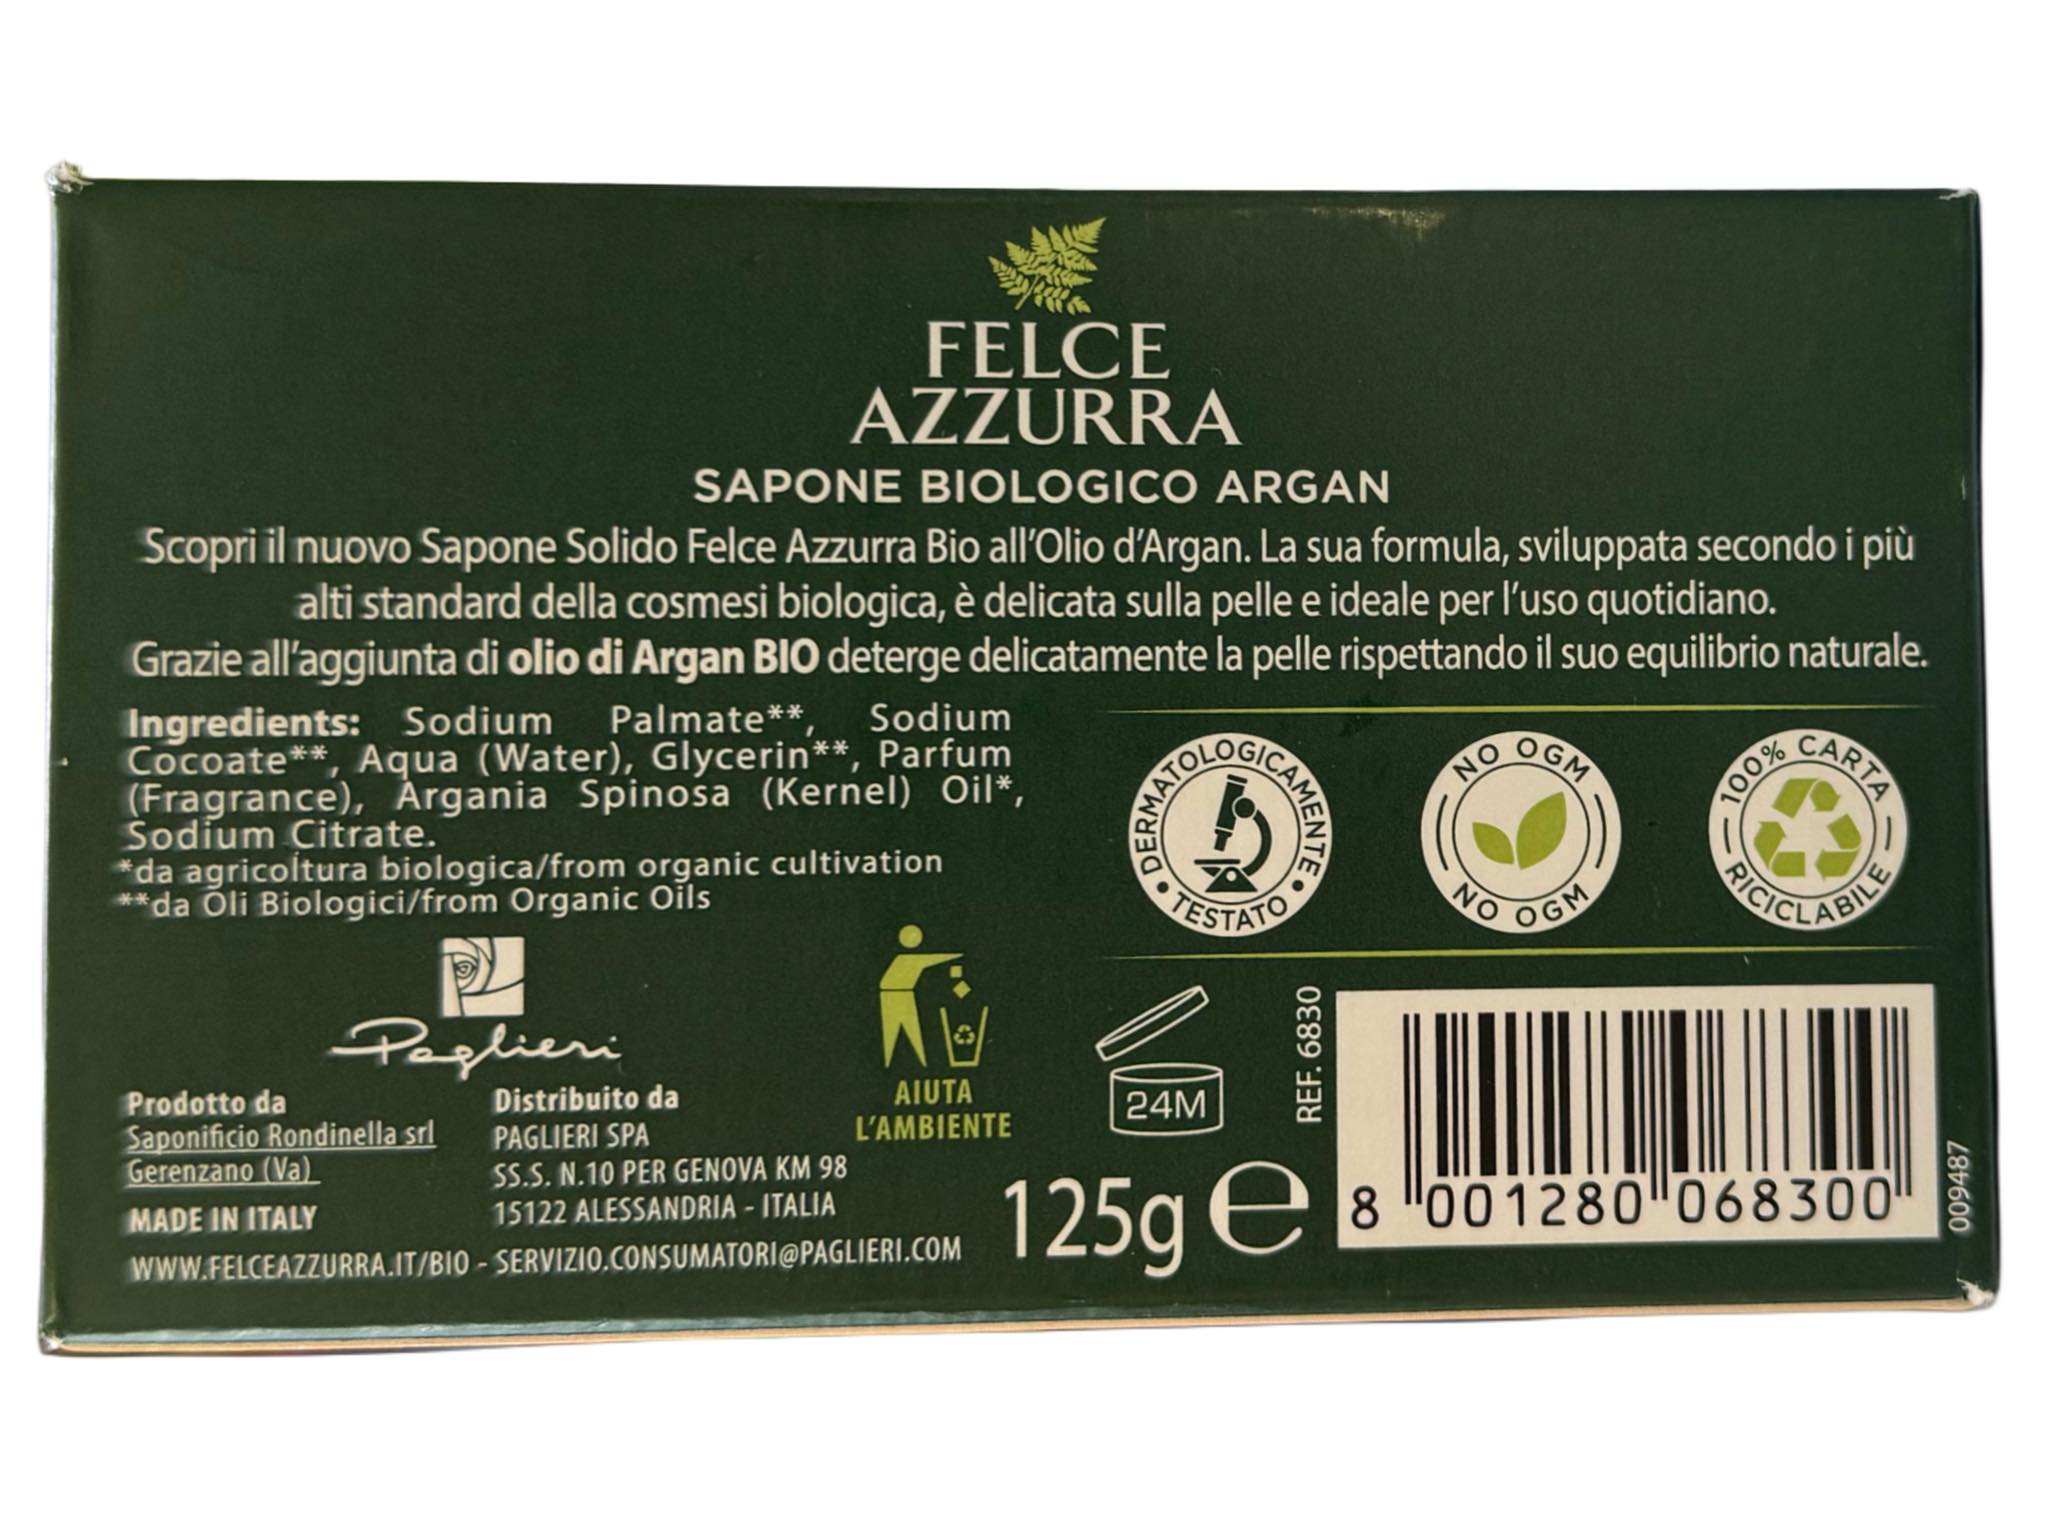 FELCE
AZZURRA
SAPONE BIOLOGICO ARGAN
Scopri il nuovo Sapone Solido Felce Azzurra Bio all'Olio d'Argan. La sua formula, sviluppata secondo i più
alti standard della cosmesi biologica, è delicata sulla pelle e ideale per l'uso quotidiano.
Grazie all'aggiunta di olio di Argan BIO deterge delicatamente la pelle rispettando il suo equilibrio naturale.
Ingredients: Sodium Palmate**, Sodium
Cocoate**, Aqua (Water), Glycerin**, Parfum
(Fragrance), Argania Spinosa (Kernel) Oil*,
Sodium Citrate.
*da agricoltura biologica/from organic cultivation
**da Oli Biologici/from Organic Oils
DERMATOLOGICAMENTE
• TESTATO •
NO OGM
NO OGM
100% CARTA
RICICLABILE
Paglieri
AIUTA
L'AMBIENTE
Prodotto da
Saponificio Rondinella srl
Gerenzano (Va)
MADE IN ITALY
Distribuito da
PAGLIERI SPA
SS.S. N.10 PER GENOVA KM 98
15122 ALESSANDRIA - ITALIA
WWW.FELCEAZZURRA.IT/BIO - SERVIZIO.CONSUMATORI@PAGLIERI.COM
24M
125g e
REF. 6830
8 001280 068300
009487